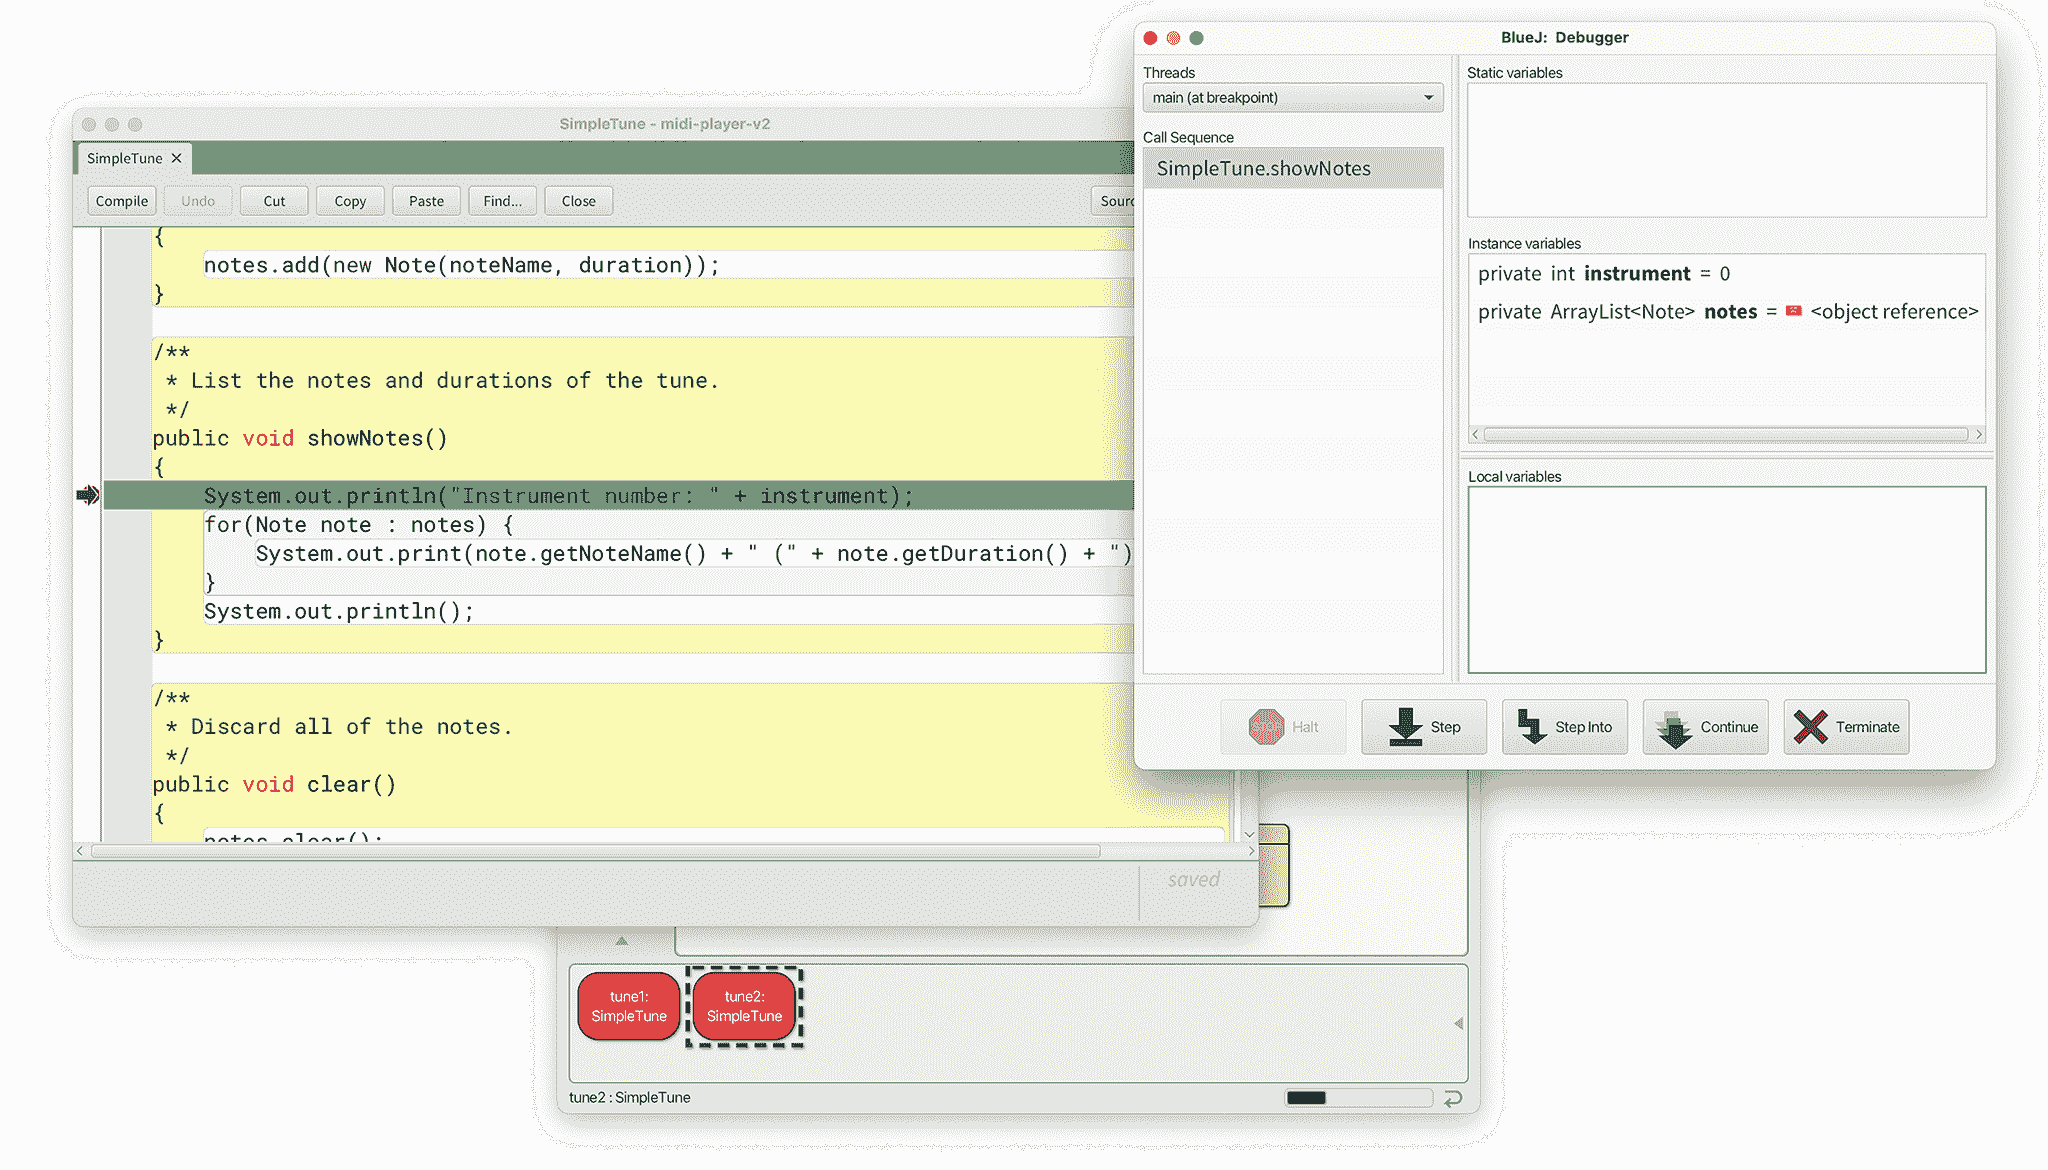 SimpleTune - midi-player-v2
SimpleTune ✕
Compile Undo Cut Copy Paste Find... Close
{
notes.add(new Note(noteName, duration));
}
/**
* List the notes and durations of the tune.
*/
public void showNotes()
{
System.out.println("Instrument number: " + instrument);
for(Note note : notes) {
System.out.print(note.getNoteName() + " (" + note.getDuration() + ")
}
System.out.println();
}
/**
* Discard all of the notes.
*/
public void clear()
{
notes.clear();
saved
BlueJ: Debugger
Threads
main (at breakpoint)
Call Sequence
SimpleTune.showNotes
Static variables
Instance variables
private int instrument = 0
private ArrayList<Note> notes = <object reference>
Local variables
Halt Step Step Into Continue Terminate
tune1:
SimpleTune
tune2:
SimpleTune
tune2 : SimpleTune